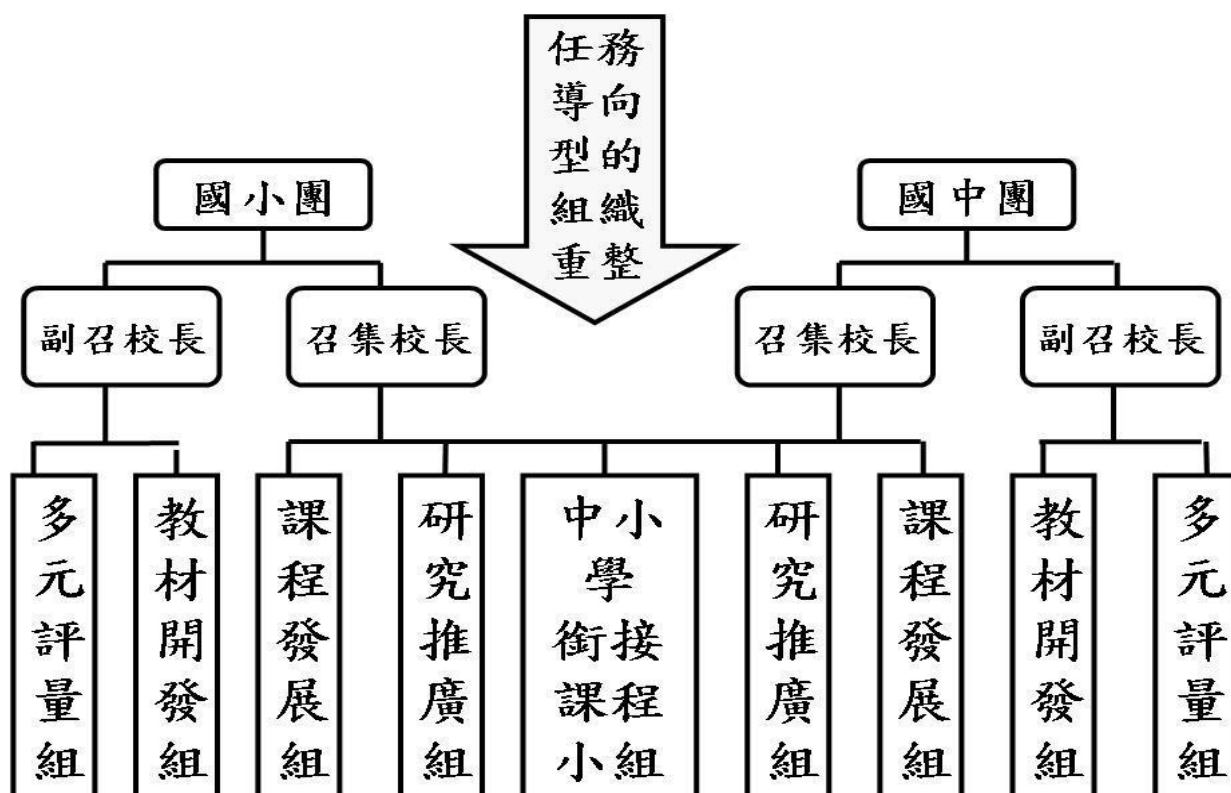 任務
導向
型的
組織
重整
國小團
國中團
副召校長
召集校長
召集校長
副召校長
多元評量組
教材開發組
課程發展組
研究推廣組
中小
學
銜接
課程
小組
研究推廣組
課程發展組
教材開發組
多元評量組